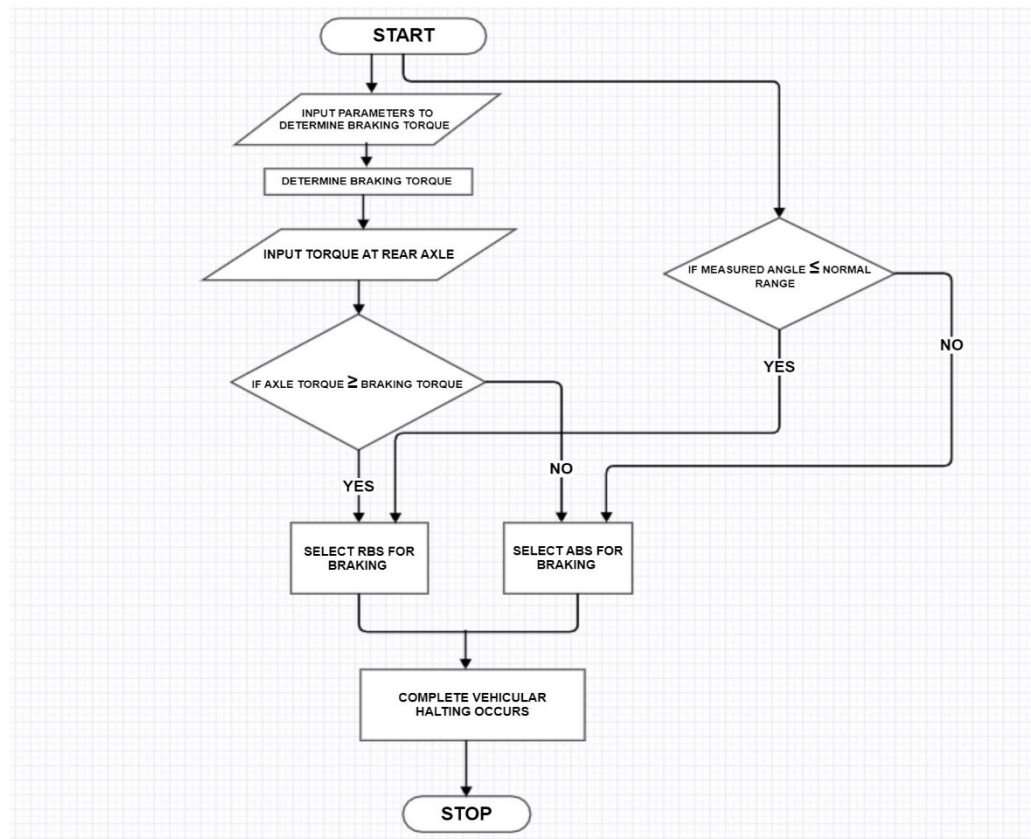 START
INPUT PARAMETERS TO
DETERMINE BRAKING TORQUE
DETERMINE BRAKING TORQUE
INPUT TORQUE AT REAR AXLE
IF MEASURED ANGLE ≤ NORMAL
RANGE
NO
YES
IF AXLE TORQUE ≥ BRAKING TORQUE
NO
YES
SELECT RBS FOR
BRAKING
SELECT ABS FOR
BRAKING
COMPLETE VEHICULAR
HALTING OCCURS
STOP